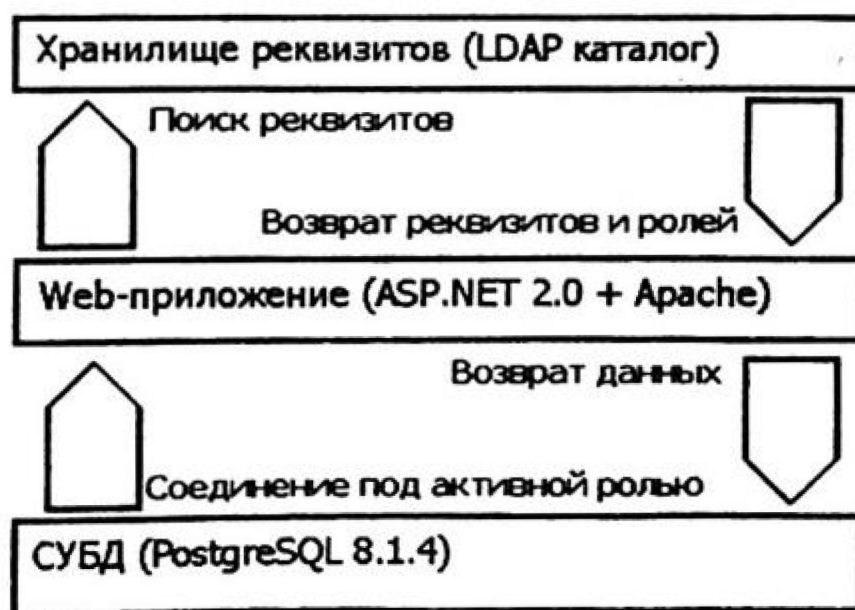 Хранилище реквизитов (LDAP каталог)
Поиск реквизитов
Возврат реквизитов и ролей
Web-приложение (ASP.NET 2.0 + Apache)
Возврат данных
Соединение под активной ролью
СУБД (PostgreSQL 8.1.4)